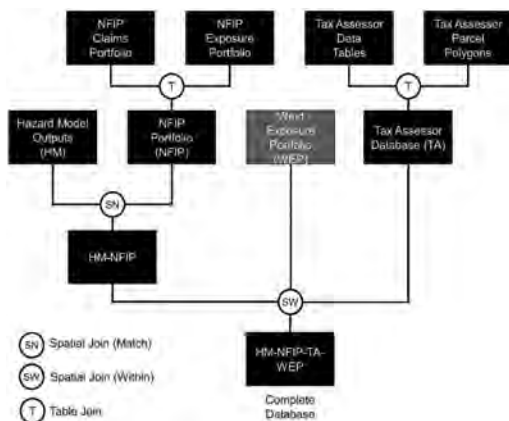 NFIP
Claims
Portfolio
NFIP
Exposure
Portfolio
Tax Assessor
Data
Tables
Tax Assessor
Parcel
Polygons
T
T
Hazard Model
Outputs
(HM)
NFIP
Portfolio
(NFIP)
Wind
Exposure
Portfolio
(WEP)
Tax Assessor
Database (TA)
SN
HM-NFIP
SW
SN Spatial Join (Match)
SW Spatial Join (Within)
T Table Join
HM-NFIP-TA-
WEP
Complete
Database